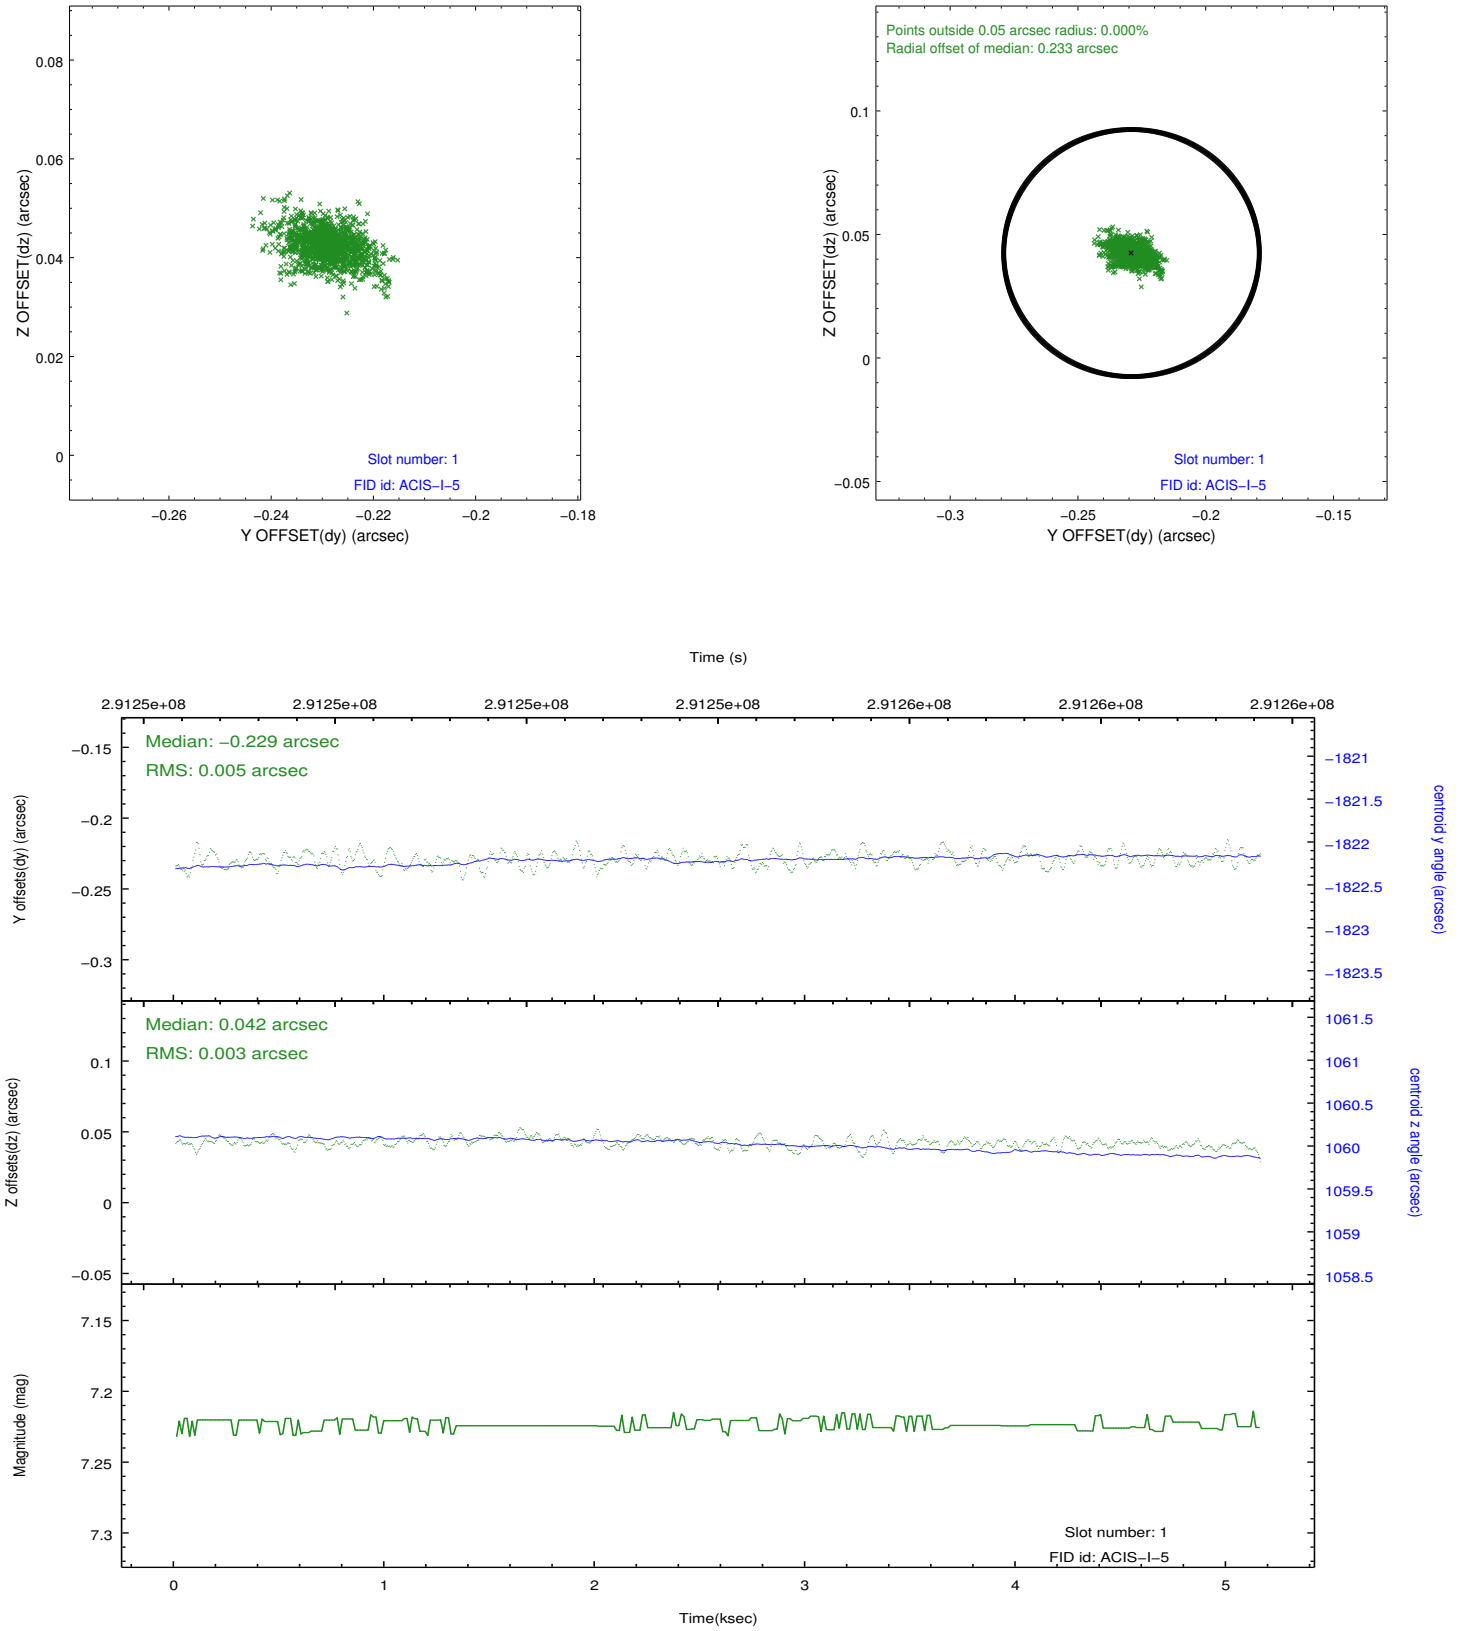 0.08
0.06
0.04
0.02
0
Z OFFSET(dz) (arcsec)
Slot number: 1
FID id: ACIS−I−5
−0.26
−0.24
−0.22
−0.2
−0.18
Y OFFSET(dy) (arcsec)
Points outside 0.05 arcsec radius: 0.000%
Radial offset of median: 0.233 arcsec
0.1
0.05
0
−0.05
Z OFFSET(dz) (arcsec)
Slot number: 1
FID id: ACIS−I−5
−0.3
−0.25
−0.2
−0.15
Y OFFSET(dy) (arcsec)
Time (s)
2.9125e+08 2.9125e+08 2.9125e+08 2.9125e+08 2.9126e+08 2.9126e+08 2.9126e+08
Median: −0.229 arcsec
RMS: 0.005 arcsec
−0.15
−0.2
−0.25
−0.3
Y offsets(dy) (arcsec)
−1821
−1821.5
−1822
−1822.5
−1823
−1823.5
centroid y angle (arcsec)
Median: 0.042 arcsec
RMS: 0.003 arcsec
0.1
0.05
0
−0.05
Z offsets(dz) (arcsec)
1061.5
1061
1060.5
1060
1059.5
1059
1058.5
centroid z angle (arcsec)
7.15
7.2
7.25
7.3
Magnitude (mag)
Slot number: 1
FID id: ACIS−I−5
0 1 2 3 4 5
Time(ksec)